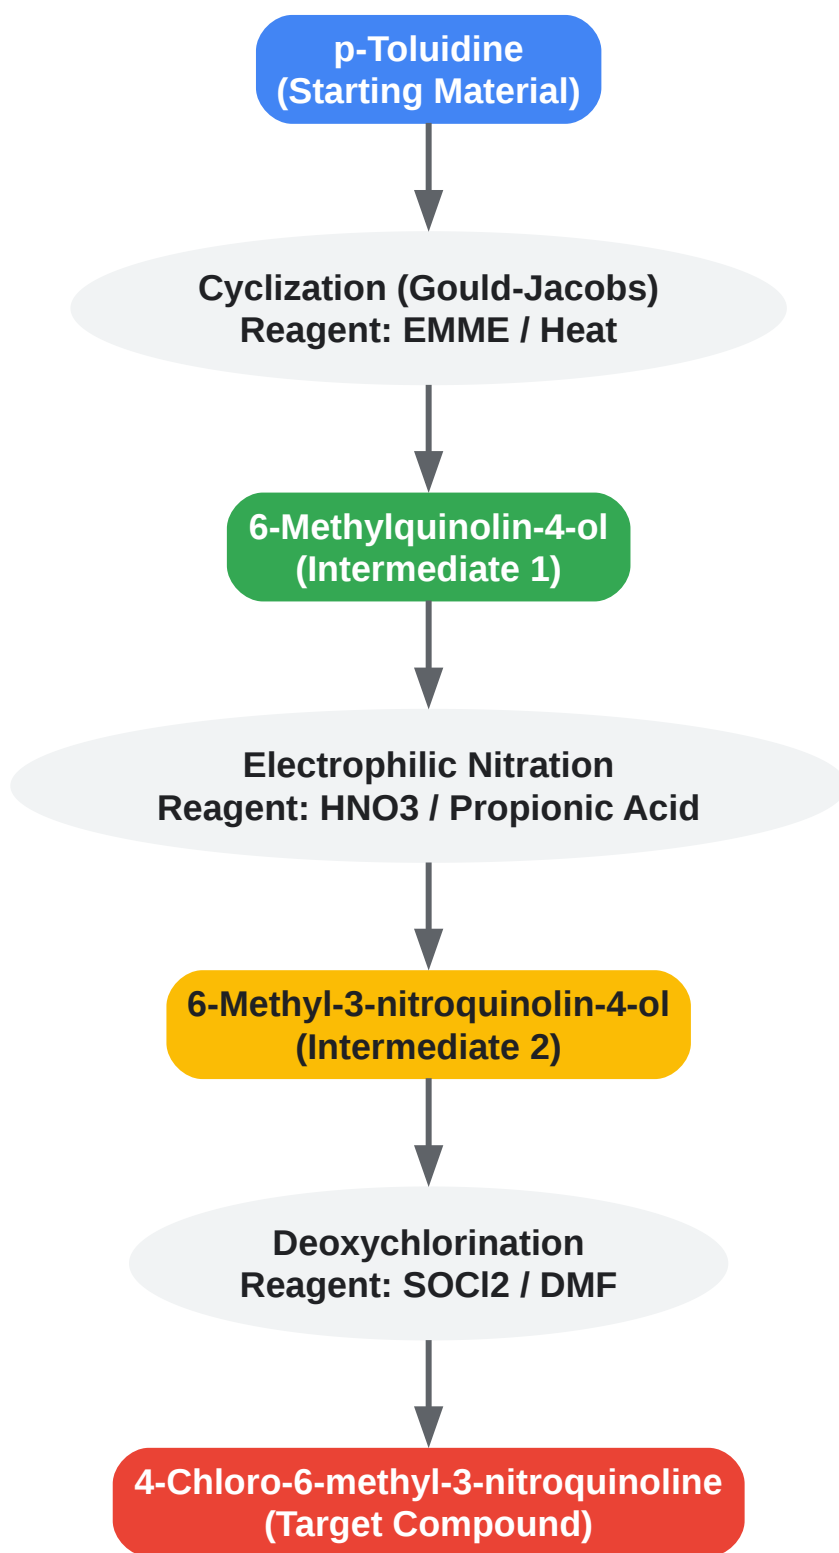 p-Toluidine
(Starting Material)
Cyclization (Gould-Jacobs)
Reagent: EMME / Heat
6-Methylquinolin-4-ol
(Intermediate 1)
Electrophilic Nitration
Reagent: HNO3 / Propionic Acid
6-Methyl-3-nitroquinolin-4-ol
(Intermediate 2)
Deoxychlorination
Reagent: SOCl2 / DMF
4-Chloro-6-methyl-3-nitroquinoline
(Target Compound)